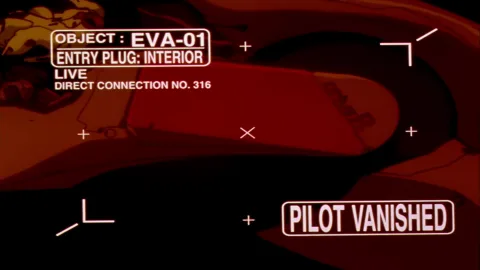 OBJECT : EVA-01
ENTRY PLUG: INTERIOR
LIVE
DIRECT CONNECTION NO. 316
PILOT VANISHED